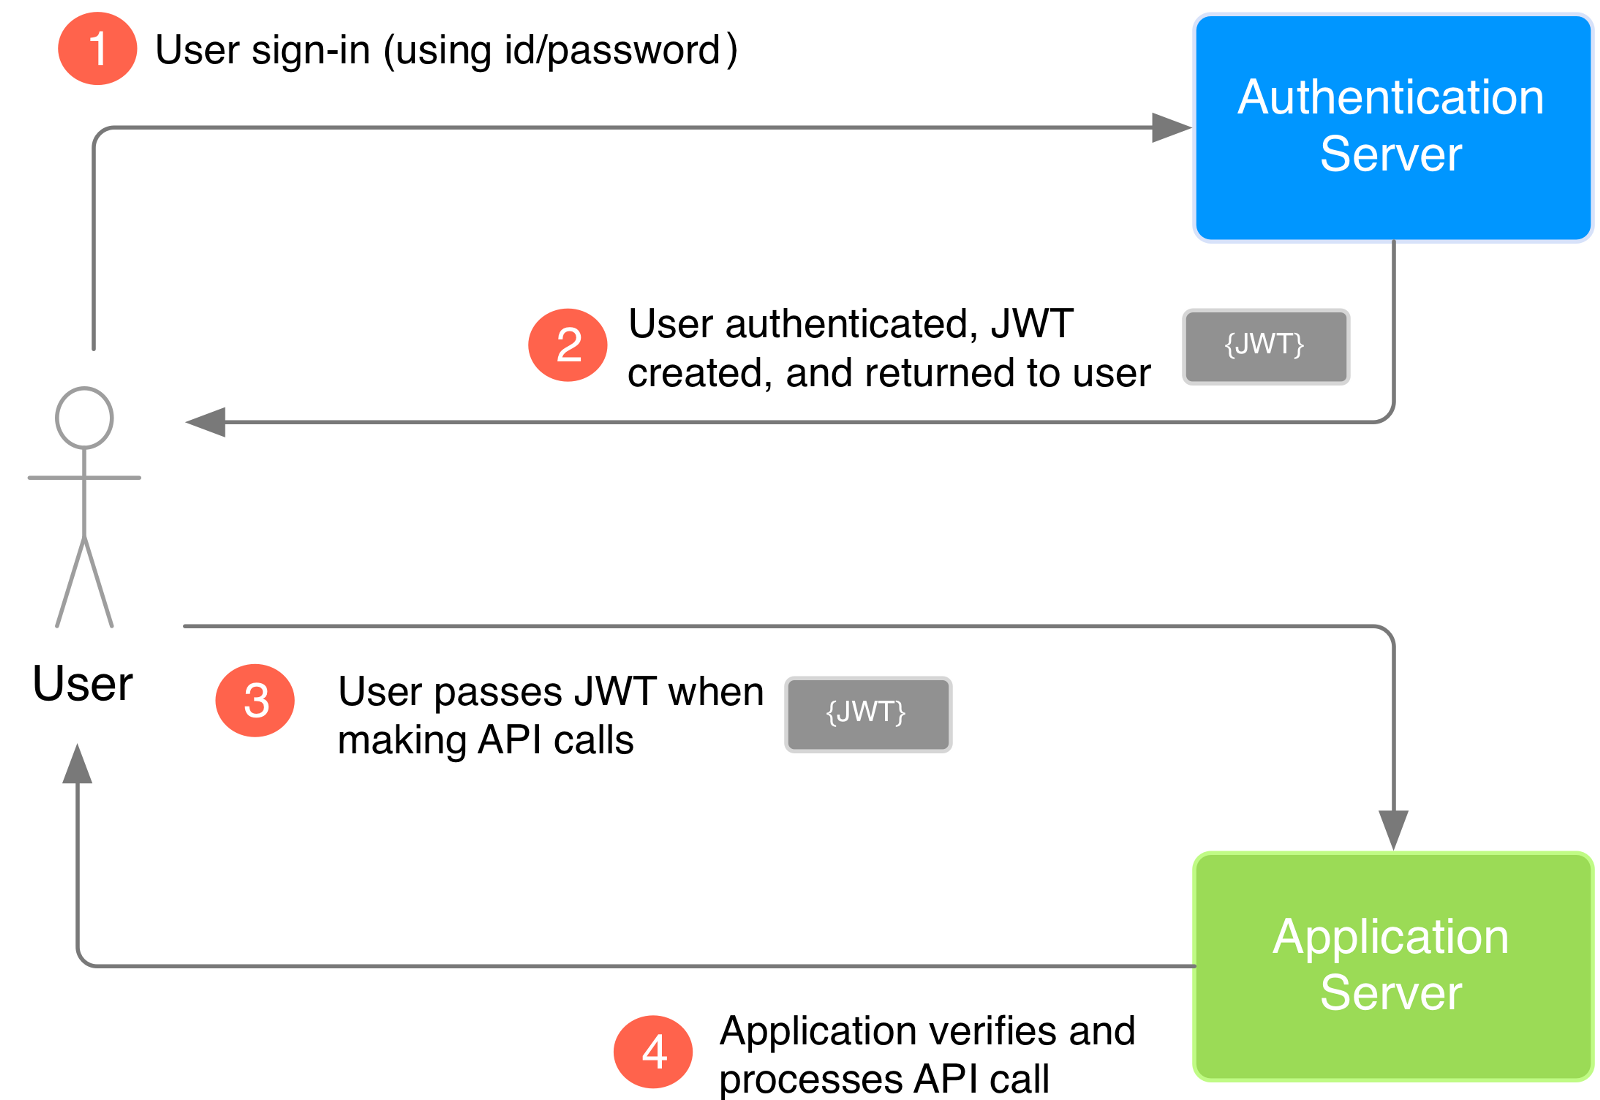 1 User sign-in (using id/password)
Authentication
Server
2 User authenticated, JWT
created, and returned to user
{JWT}
User
3 User passes JWT when
making API calls
{JWT}
Application
Server
4 Application verifies and
processes API call